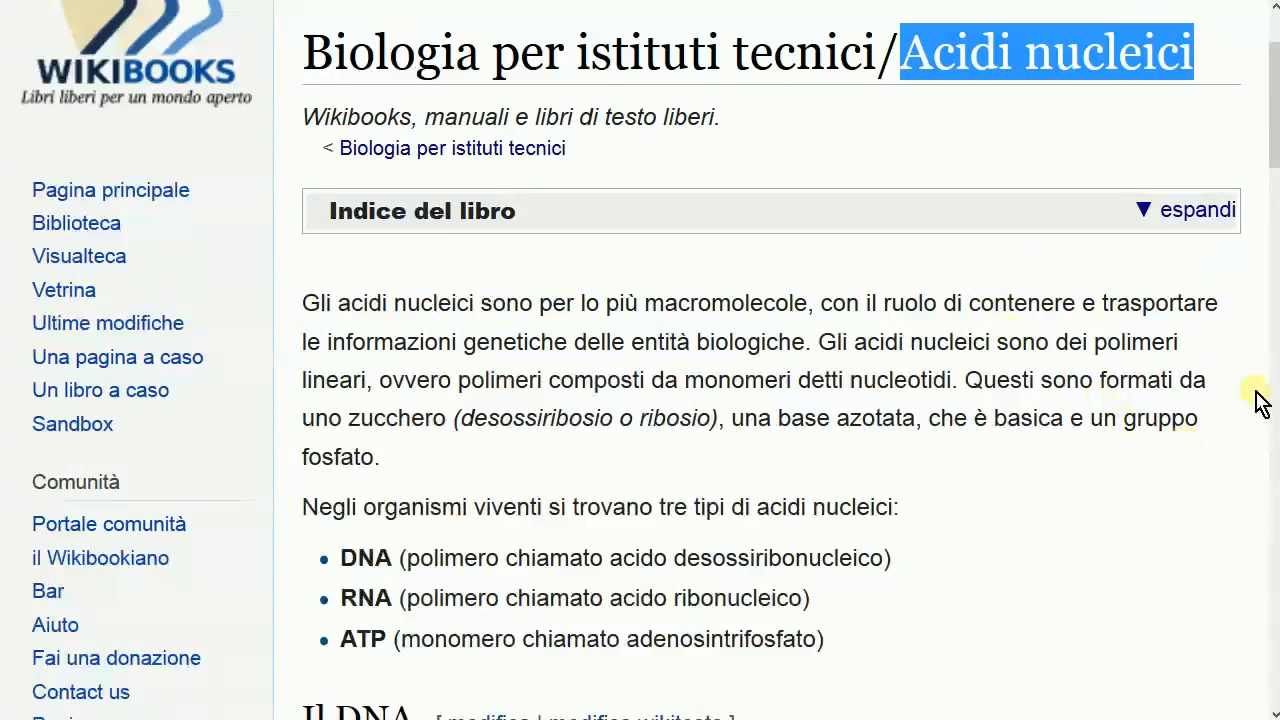 WIKIBOOKS
Libri liberi per un mondo aperto
Pagina principale
Biblioteca
Visualteca
Vetrina
Ultime modifiche
Una pagina a caso
Un libro a caso
Sandbox
Comunità
Portale comunità
il Wikibookiano
Bar
Aiuto
Fai una donazione
Contact us
Biologia per istituti tecnici/Acidi nucleici
Wikibooks, manuali e libri di testo liberi.
< Biologia per istituti tecnici
Indice del libro ▼ espandi
Gli acidi nucleici sono per lo più macromolecole, con il ruolo di contenere e trasportare
le informazioni genetiche delle entità biologiche. Gli acidi nucleici sono dei polimeri
lineari, ovvero polimeri composti da monomeri detti nucleotidi. Questi sono formati da
uno zucchero (desossiribosio o ribosio), una base azotata, che è basica e un gruppo
fosfato.
Negli organismi viventi si trovano tre tipi di acidi nucleici:
• DNA (polimero chiamato acido desossiribonucleico)
• RNA (polimero chiamato acido ribonucleico)
• ATP (monomero chiamato adenosintrifosfato)
Il DNA [ modifica | modifica wikitesto ]